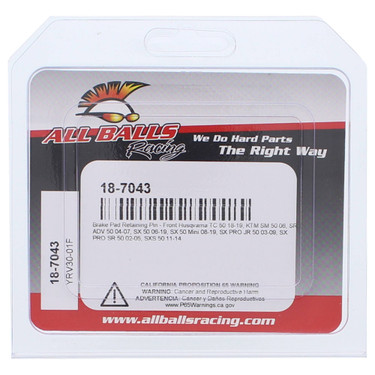 ALL BALLS
Racing
We Do Hard Parts
The Right Way
18-7043
Brake Pad Retaining Pin - Front Husqvarna TC 50 18-19, KTM SM 50 06, SR
ADV 50 04-07, SX 50 06-19, SX 50 Mini 08-19, SX PRO JR 50 03-09, SX
PRO SR 50 02-05, SXS 50 11-14
18-7043
YRV30-01F
CALIFORNIA PROPOSITION 65 WARNING
WARNING: Cancer and Reproductive Harm
ADVERTENCIA: Cancer y Daños Reproductivos
www.P65Warnings.ca.gov
www.allballsracing.com